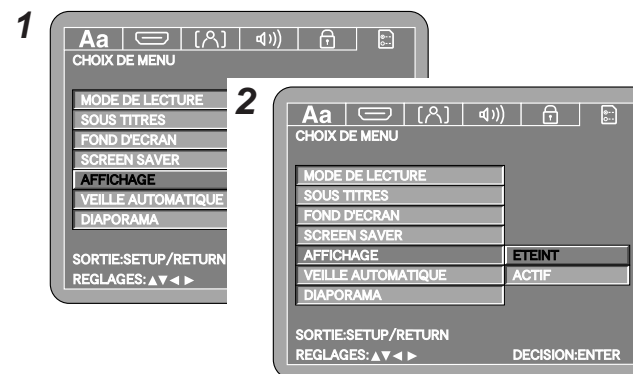 1
Aa
CHOIX DE MENU
MODE DE LECTURE
SOUS TITRES
FOND D'ECRAN
SCREEN SAVER
AFFICHAGE
VEILLE AUTOMATIQUE
DIAPORAMA
SORTIE:SETUP/RETURN
REGLAGES:▲▼◄ ►
2
Aa
CHOIX DE MENU
MODE DE LECTURE
SOUS TITRES
FOND D'ECRAN
SCREEN SAVER
AFFICHAGE ETEINT
VEILLE AUTOMATIQUE ACTIF
DIAPORAMA
SORTIE:SETUP/RETURN
REGLAGES:▲▼◄ ► DECISION:ENTER